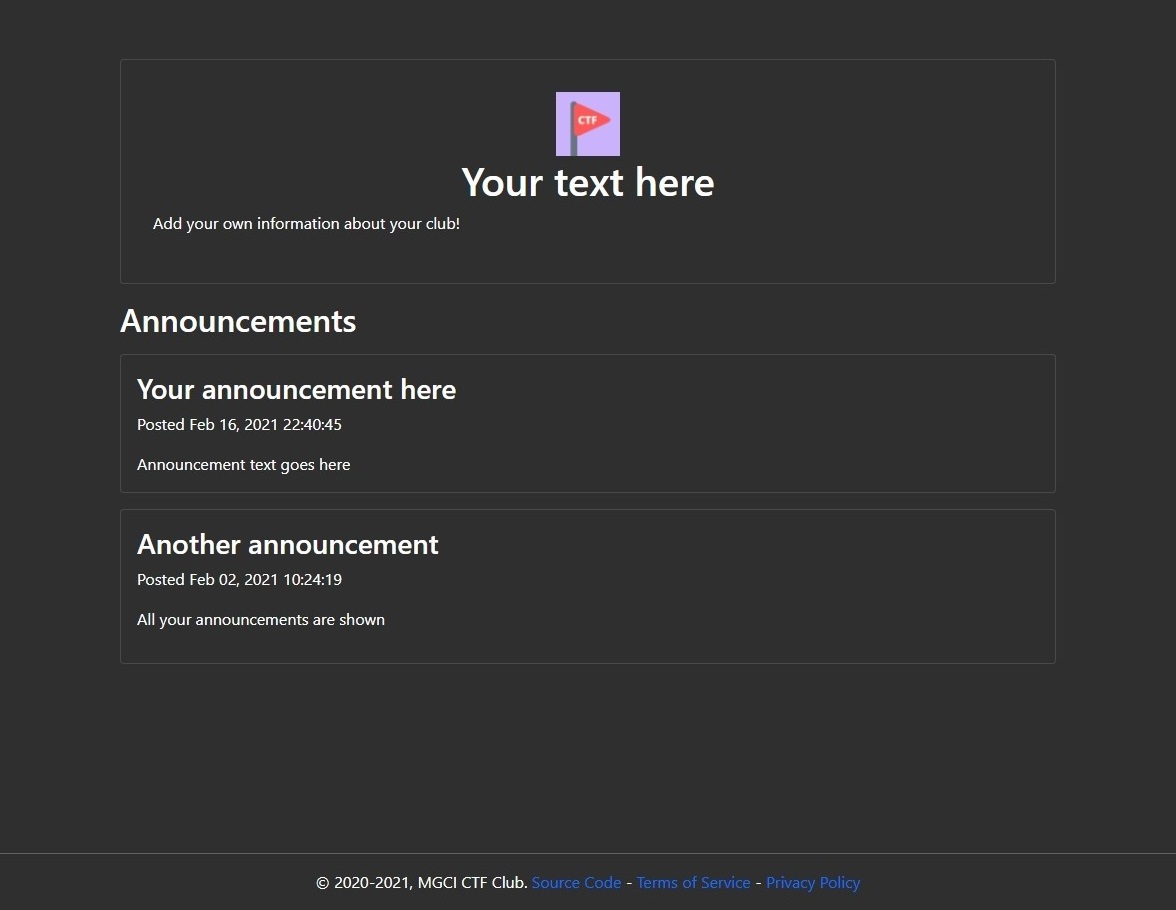 CTF
Your text here
Add your own information about your club!
Announcements
Your announcement here
Posted Feb 16, 2021 22:40:45
Announcement text goes here
Another announcement
Posted Feb 02, 2021 10:24:19
All your announcements are shown
© 2020-2021, MGCI CTF Club. Source Code - Terms of Service - Privacy Policy